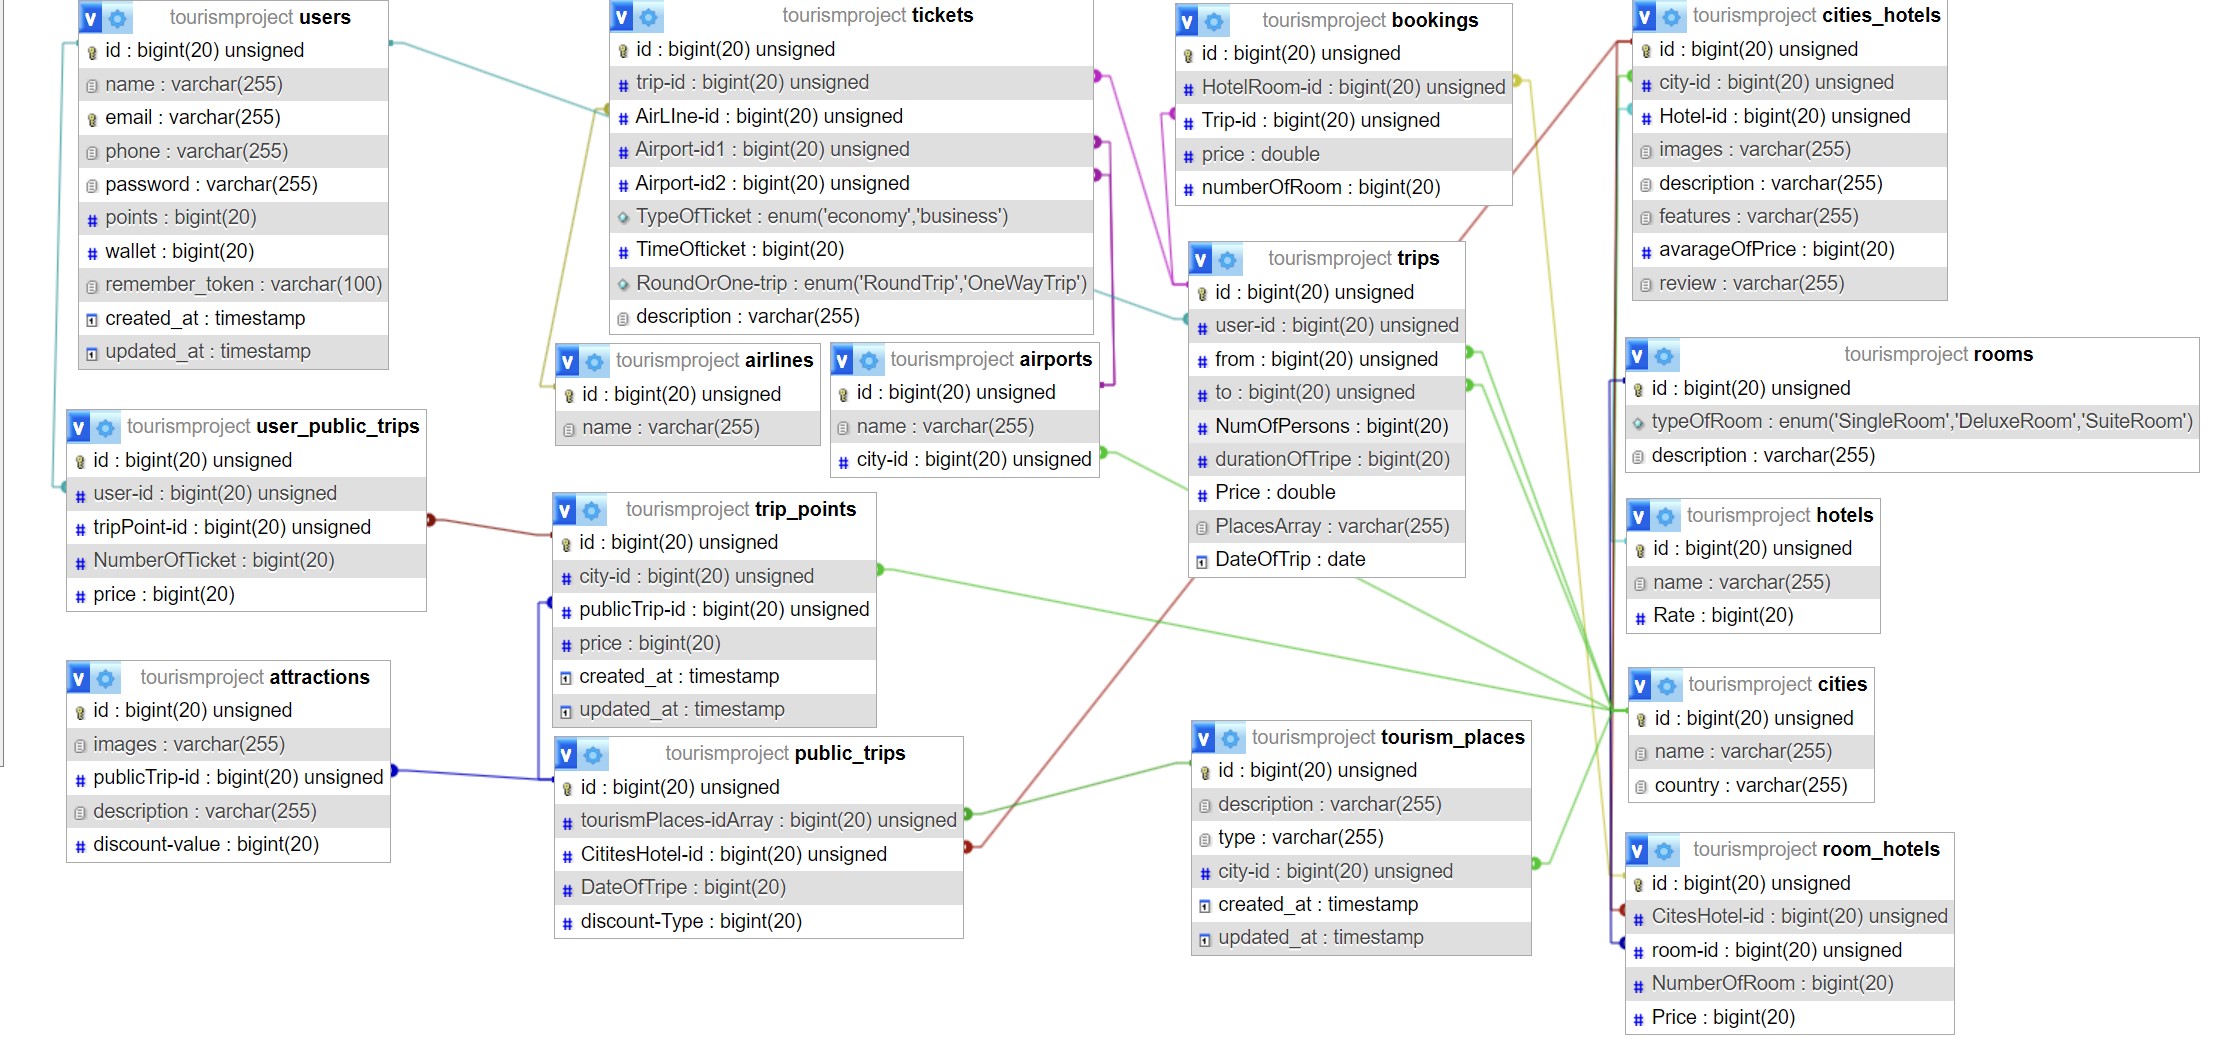 tourismproject users
id : bigint(20) unsigned
name : varchar(255)
email : varchar(255)
phone : varchar(255)
password : varchar(255)
points : bigint(20)
wallet : bigint(20)
remember_token : varchar(100)
created_at : timestamp
updated_at : timestamp
tourismproject tickets
id : bigint(20) unsigned
trip-id : bigint(20) unsigned
AirLIne-id : bigint(20) unsigned
Airport-id1 : bigint(20) unsigned
Airport-id2 : bigint(20) unsigned
TypeOfTicket : enum('economy','business')
TimeOfticket : bigint(20)
RoundOrOne-trip : enum('RoundTrip','OneWayTrip')
description : varchar(255)
tourismproject bookings
id : bigint(20) unsigned
HotelRoom-id : bigint(20) unsigned
Trip-id : bigint(20) unsigned
price : double
numberOfRoom : bigint(20)
tourismproject cities_hotels
id : bigint(20) unsigned
city-id : bigint(20) unsigned
Hotel-id : bigint(20) unsigned
images : varchar(255)
description : varchar(255)
features : varchar(255)
avarageOfPrice : bigint(20)
review : varchar(255)
tourismproject trips
id : bigint(20) unsigned
user-id : bigint(20) unsigned
from : bigint(20) unsigned
to : bigint(20) unsigned
NumOfPersons : bigint(20)
durationOfTripe : bigint(20)
Price : double
PlacesArray : varchar(255)
DateOfTrip : date
tourismproject airlines
id : bigint(20) unsigned
name : varchar(255)
tourismproject airports
id : bigint(20) unsigned
name : varchar(255)
city-id : bigint(20) unsigned
tourismproject rooms
id : bigint(20) unsigned
typeOfRoom : enum('SingleRoom','DeluxeRoom','SuiteRoom')
description : varchar(255)
tourismproject user_public_trips
id : bigint(20) unsigned
user-id : bigint(20) unsigned
tripPoint-id : bigint(20) unsigned
NumberOfTicket : bigint(20)
price : bigint(20)
tourismproject trip_points
id : bigint(20) unsigned
city-id : bigint(20) unsigned
publicTrip-id : bigint(20) unsigned
price : bigint(20)
created_at : timestamp
updated_at : timestamp
tourismproject hotels
id : bigint(20) unsigned
name : varchar(255)
Rate : bigint(20)
tourismproject attractions
id : bigint(20) unsigned
images : varchar(255)
publicTrip-id : bigint(20) unsigned
description : varchar(255)
discount-value : bigint(20)
tourismproject public_trips
id : bigint(20) unsigned
tourismPlaces-idArray : bigint(20) unsigned
CititesHotel-id : bigint(20) unsigned
DateOfTripe : bigint(20)
discount-Type : bigint(20)
tourismproject tourism_places
id : bigint(20) unsigned
description : varchar(255)
type : varchar(255)
city-id : bigint(20) unsigned
created_at : timestamp
updated_at : timestamp
tourismproject cities
id : bigint(20) unsigned
name : varchar(255)
country : varchar(255)
tourismproject room_hotels
id : bigint(20) unsigned
CitesHotel-id : bigint(20) unsigned
room-id : bigint(20) unsigned
NumberOfRoom : bigint(20)
Price : bigint(20)